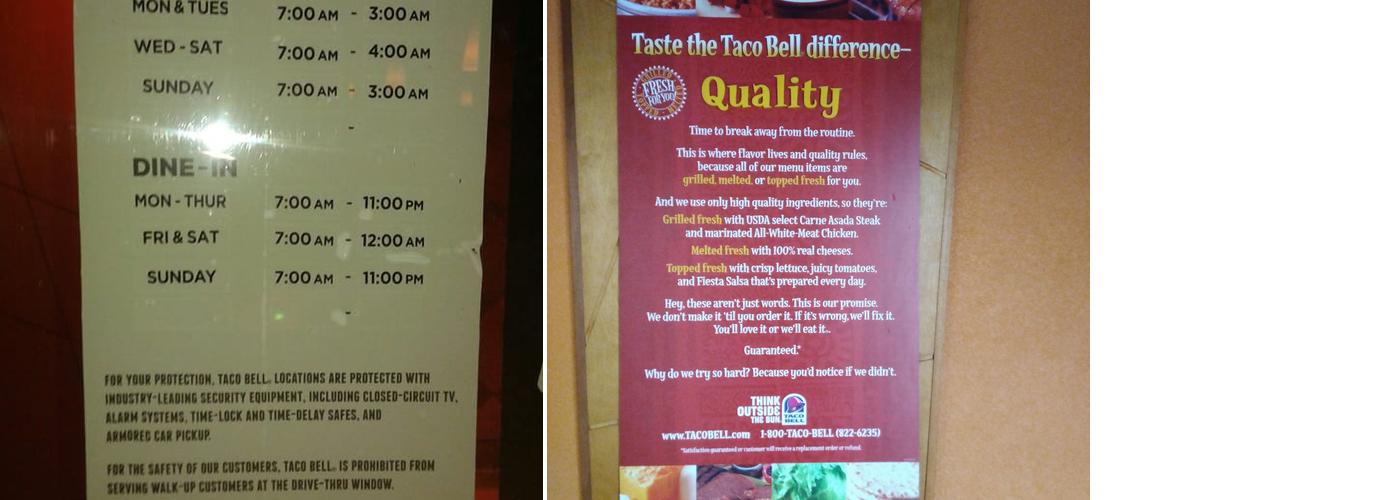 MON & TUES 7:00 AM - 3:00 AM
WED - SAT 7:00 AM - 4:00 AM
SUNDAY 7:00 AM - 3:00 AM
-
DINE-IN
MON - THUR 7:00 AM - 11:00 PM
FRI & SAT 7:00 AM - 12:00 AM
SUNDAY 7:00 AM - 11:00 PM
-
FOR YOUR PROTECTION, TACO BELL® LOCATIONS ARE PROTECTED WITH
INDUSTRY-LEADING SECURITY EQUIPMENT, INCLUDING CLOSED-CIRCUIT TV,
ALARM SYSTEMS, TIME-LOCK AND TIME-DELAY SAFES, AND
ARMORED CAR PICKUP.
FOR THE SAFETY OF OUR CUSTOMERS, TACO BELL® IS PROHIBITED FROM
SERVING WALK-UP CUSTOMERS AT THE DRIVE-THRU WINDOW.
Taste the Taco Bell® difference—
GRILLED
FRESH
FOR YOU
TOPPED
Quality
Time to break away from the routine.
This is where flavor lives and quality rules,
because all of our menu items are
grilled, melted, or topped fresh for you.
And we use only high quality ingredients, so they're:
Grilled fresh with USDA select Carne Asada Steak
and marinated All-White-Meat Chicken.
Melted fresh with 100% real cheeses.
Topped fresh with crisp lettuce, juicy tomatoes,
and Fiesta Salsa that's prepared every day.
Hey, these aren't just words. This is our promise.
We don't make it 'til you order it. If it's wrong, we'll fix it.
You'll love it or we'll eat it..
Guaranteed.*
Why do we try so hard? Because you'd notice if we didn't.
THINK
OUTSIDE
THE BUN.
TACO
BELL
www.TACOBELL.com 1-800-TACO-BELL (822-6235)
*Satisfaction guaranteed or customer will receive a replacement order or refund.